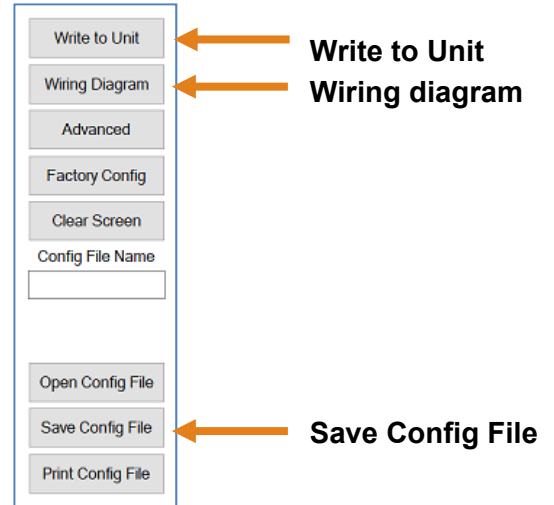 Write to Unit
Write to Unit
Wiring Diagram
Wiring diagram
Advanced
Factory Config
Clear Screen
Config File Name
Open Config File
Save Config File
Save Config File
Print Config File